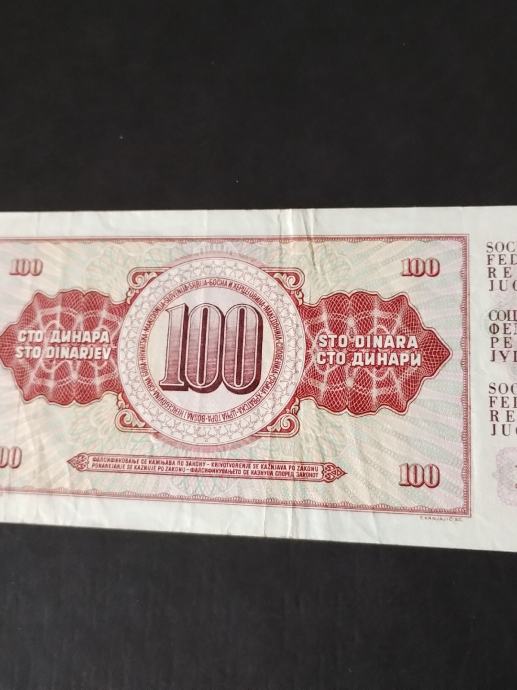 100
100
СТО ДИНАРА
STO DINARJEV
100
STO DINARA
СТО ДИНАРИ
ФАЛСИФИКОВАЊЕ СЕ КАЖЊАВА ПО ЗАКОНУ - KRIVOTVORENJE SE KAŽNJAVA PO ZAKONU
PONAREJANJE SE KAZNUJE PO ZAKONU - ФАЛСИФИКУВАЊЕТО СЕ КАЗНУВА СПОРЕД ЗАКОНОТ
00
100
SOC
FED
RE
JUG
СОЦ
ФЕ
РЕ
ЈУГ
SOC
FED
RE
JUG